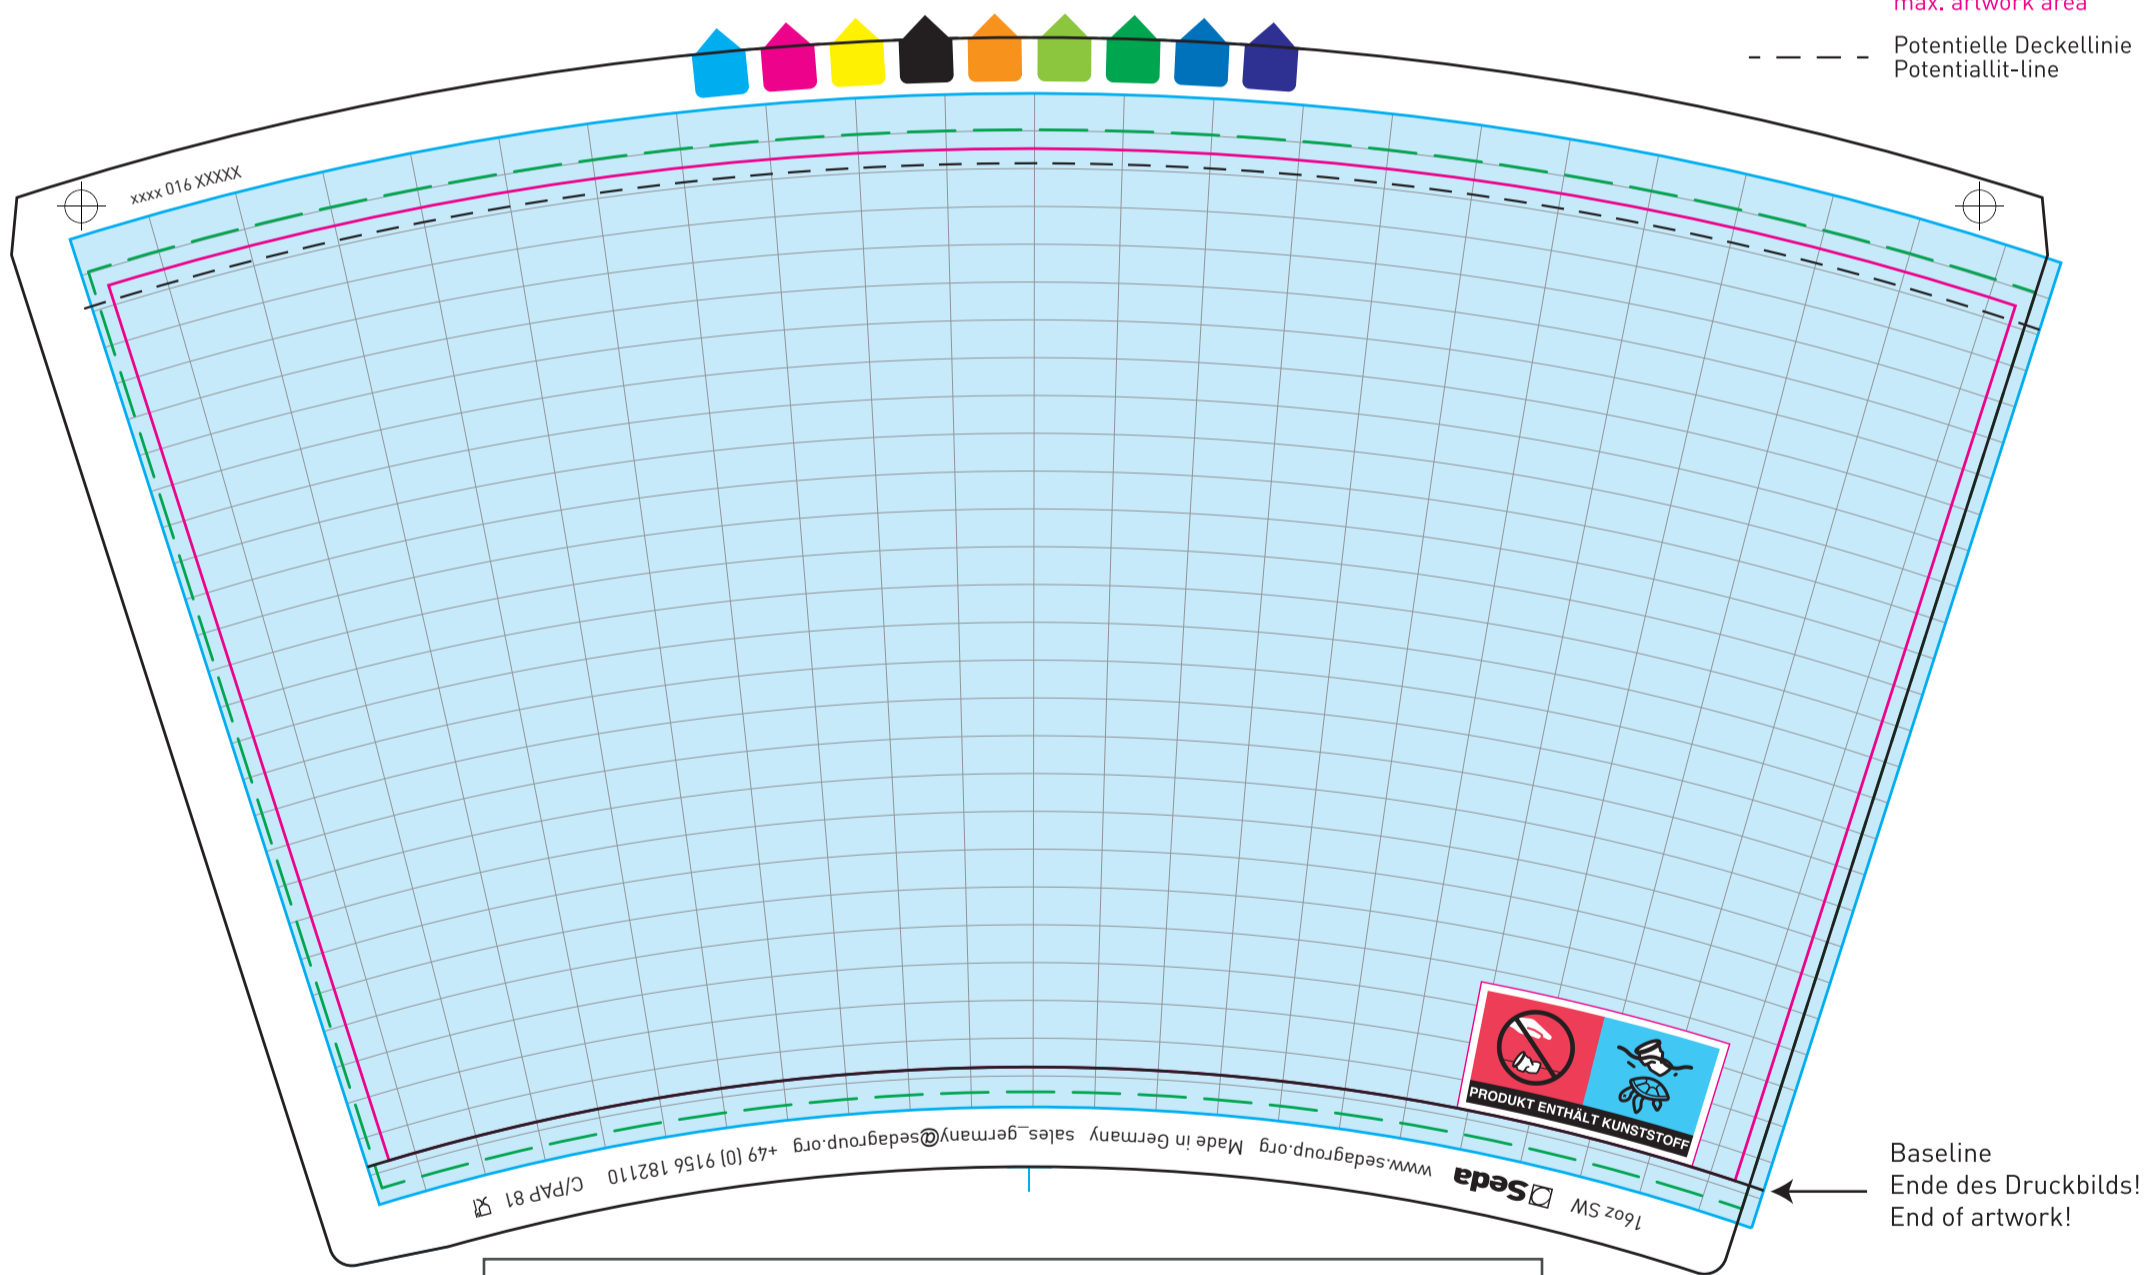 max. artwork area
Potentielle Deckellinie
Potentiallit-line
xxxx 016 XXXXX
PRODUKT ENTHÄLT KUNSTSTOFF
16oz SW Seda www.sedagroup.org Made in Germany sales_germany@sedagroup.org +49 (0) 9156 182110 C/PAP 81
Baseline
Ende des Druckbilds!
End of artwork!